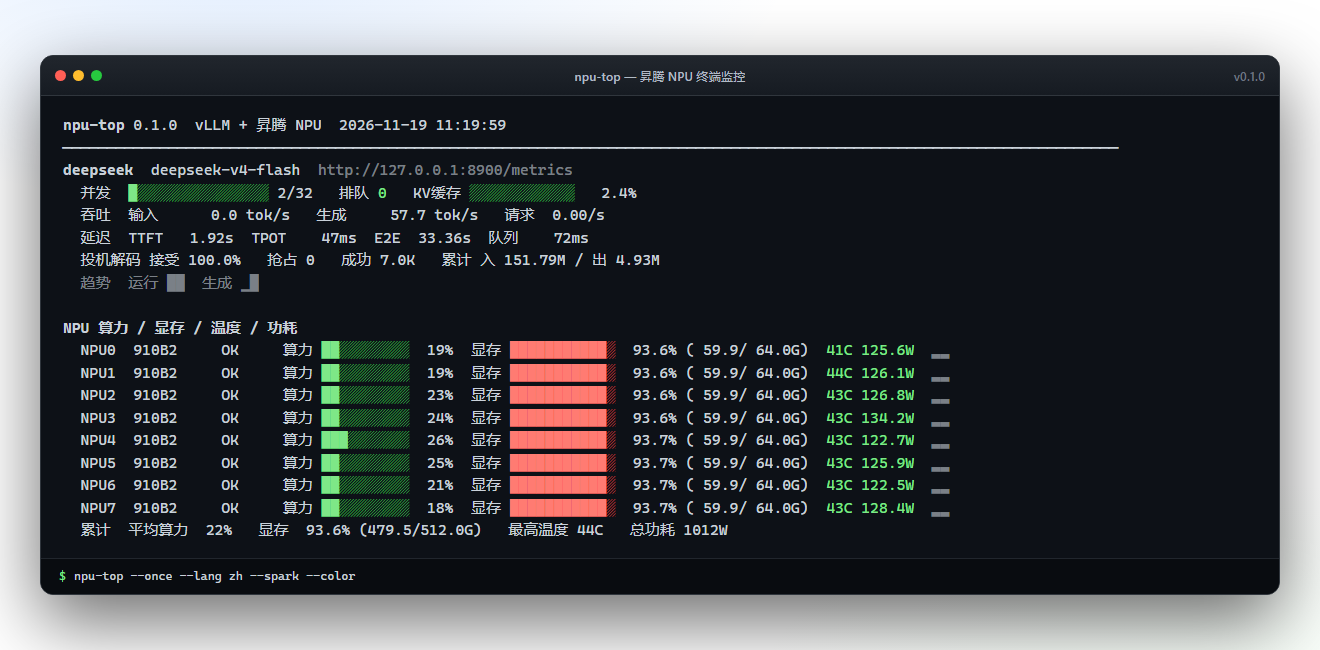 npu-top — 昇腾 NPU 终端监控 v0.1.0
npu-top 0.1.0 vLLM + 昇腾 NPU 2026-11-19 11:19:59
deepseek deepseek-v4-flash http://127.0.0.1:8900/metrics
并发 2/32 排队 0 KV缓存 2.4%
吞吐 输入 0.0 tok/s 生成 57.7 tok/s 请求 0.00/s
延迟 TTFT 1.92s TPOT 47ms E2E 33.36s 队列 72ms
投机解码 接受 100.0% 抢占 0 成功 7.0K 累计 入 151.79M / 出 4.93M
趋势 运行 生成
NPU 算力 / 显存 / 温度 / 功耗
NPU0 910B2 OK 算力 19% 显存 93.6% ( 59.9/ 64.0G) 41C 125.6W
NPU1 910B2 OK 算力 19% 显存 93.6% ( 59.9/ 64.0G) 44C 126.1W
NPU2 910B2 OK 算力 23% 显存 93.6% ( 59.9/ 64.0G) 43C 126.8W
NPU3 910B2 OK 算力 24% 显存 93.6% ( 59.9/ 64.0G) 43C 134.2W
NPU4 910B2 OK 算力 26% 显存 93.7% ( 59.9/ 64.0G) 43C 122.7W
NPU5 910B2 OK 算力 25% 显存 93.7% ( 59.9/ 64.0G) 43C 125.9W
NPU6 910B2 OK 算力 21% 显存 93.7% ( 59.9/ 64.0G) 43C 122.5W
NPU7 910B2 OK 算力 18% 显存 93.7% ( 59.9/ 64.0G) 43C 128.4W
累计 平均算力 22% 显存 93.6% (479.5/512.0G) 最高温度 44C 总功耗 1012W
$ npu-top --once --lang zh --spark --color